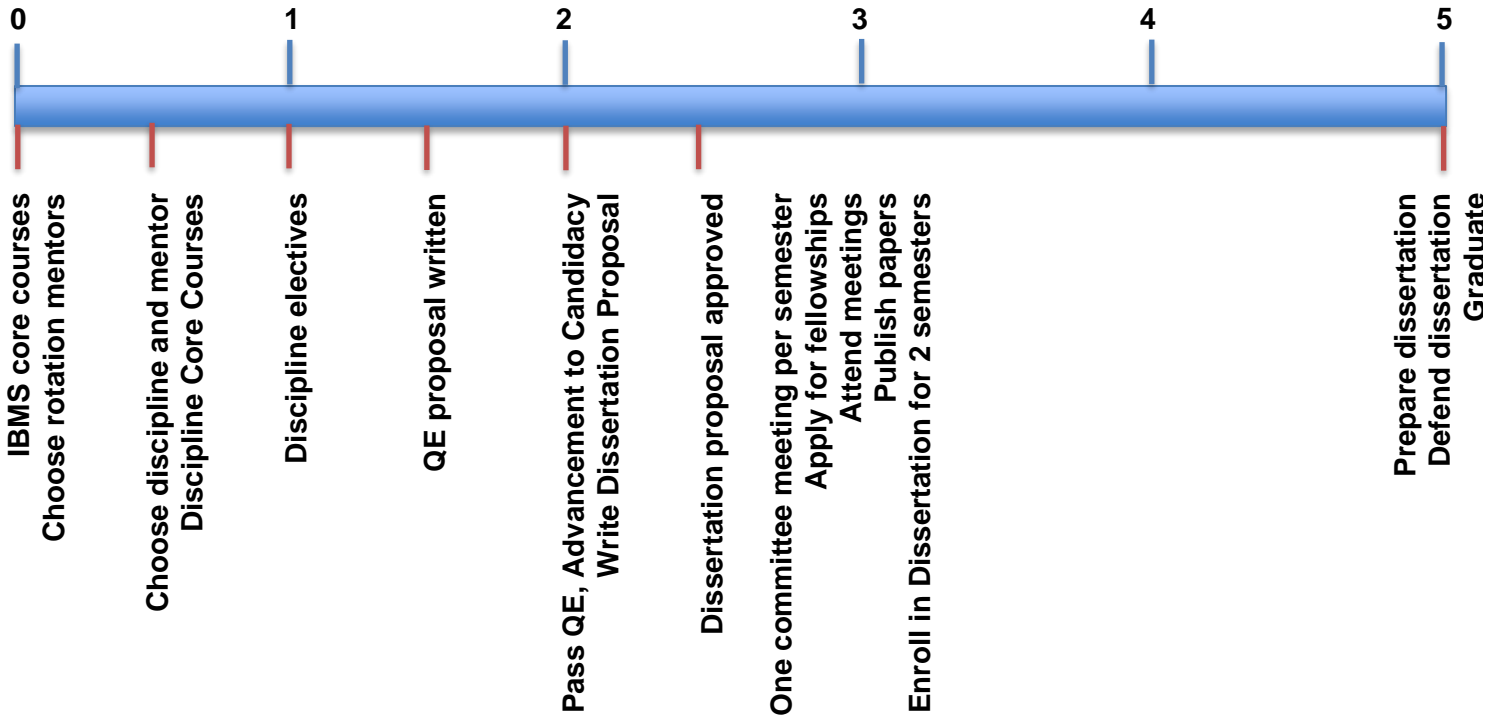 0
1
2
3
4
5
IBMS core courses
Choose rotation mentors
Choose discipline and mentor
Discipline Core Courses
Discipline electives
QE proposal written
Pass QE, Advancement to Candidacy
Write Dissertation Proposal
Dissertation proposal approved
One committee meeting per semester
Apply for fellowships
Attend meetings
Publish papers
Enroll in Dissertation for 2 semesters
Prepare dissertation
Defend dissertation
Graduate